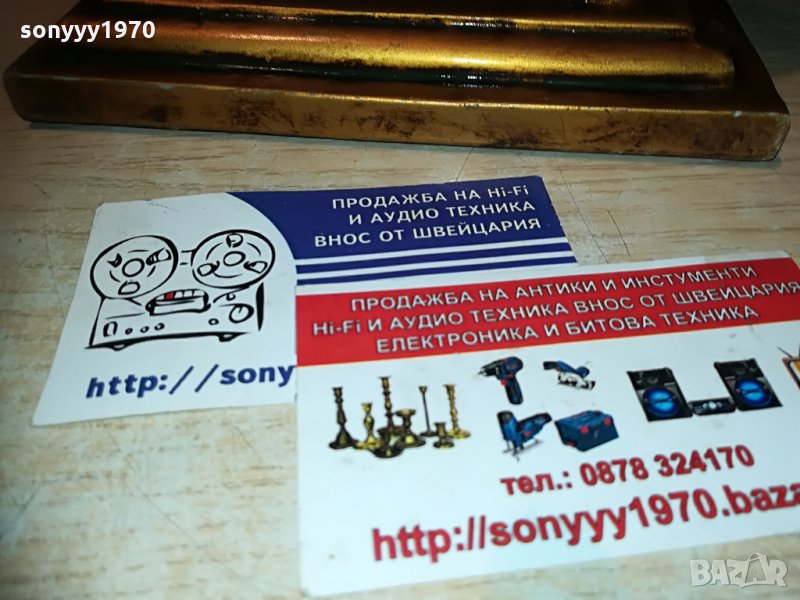 sonyyy1970
ПРОДАЖБА НА Hi-Fi
И АУДИО ТЕХНИКА
ВНОС ОТ ШВЕЙЦАРИЯ
http://sony
ПРОДАЖБА НА АНТИКИ И ИНСТУМЕНТИ
Hi-Fi И АУДИО ТЕХНИКА ВНОС ОТ ШВЕЙЦАРИЯ
ЕЛЕКТРОНИКА И БИТОВА ТЕХНИКА
тел.: 0878 324170
http://sonyyy1970.baza
BAZAR